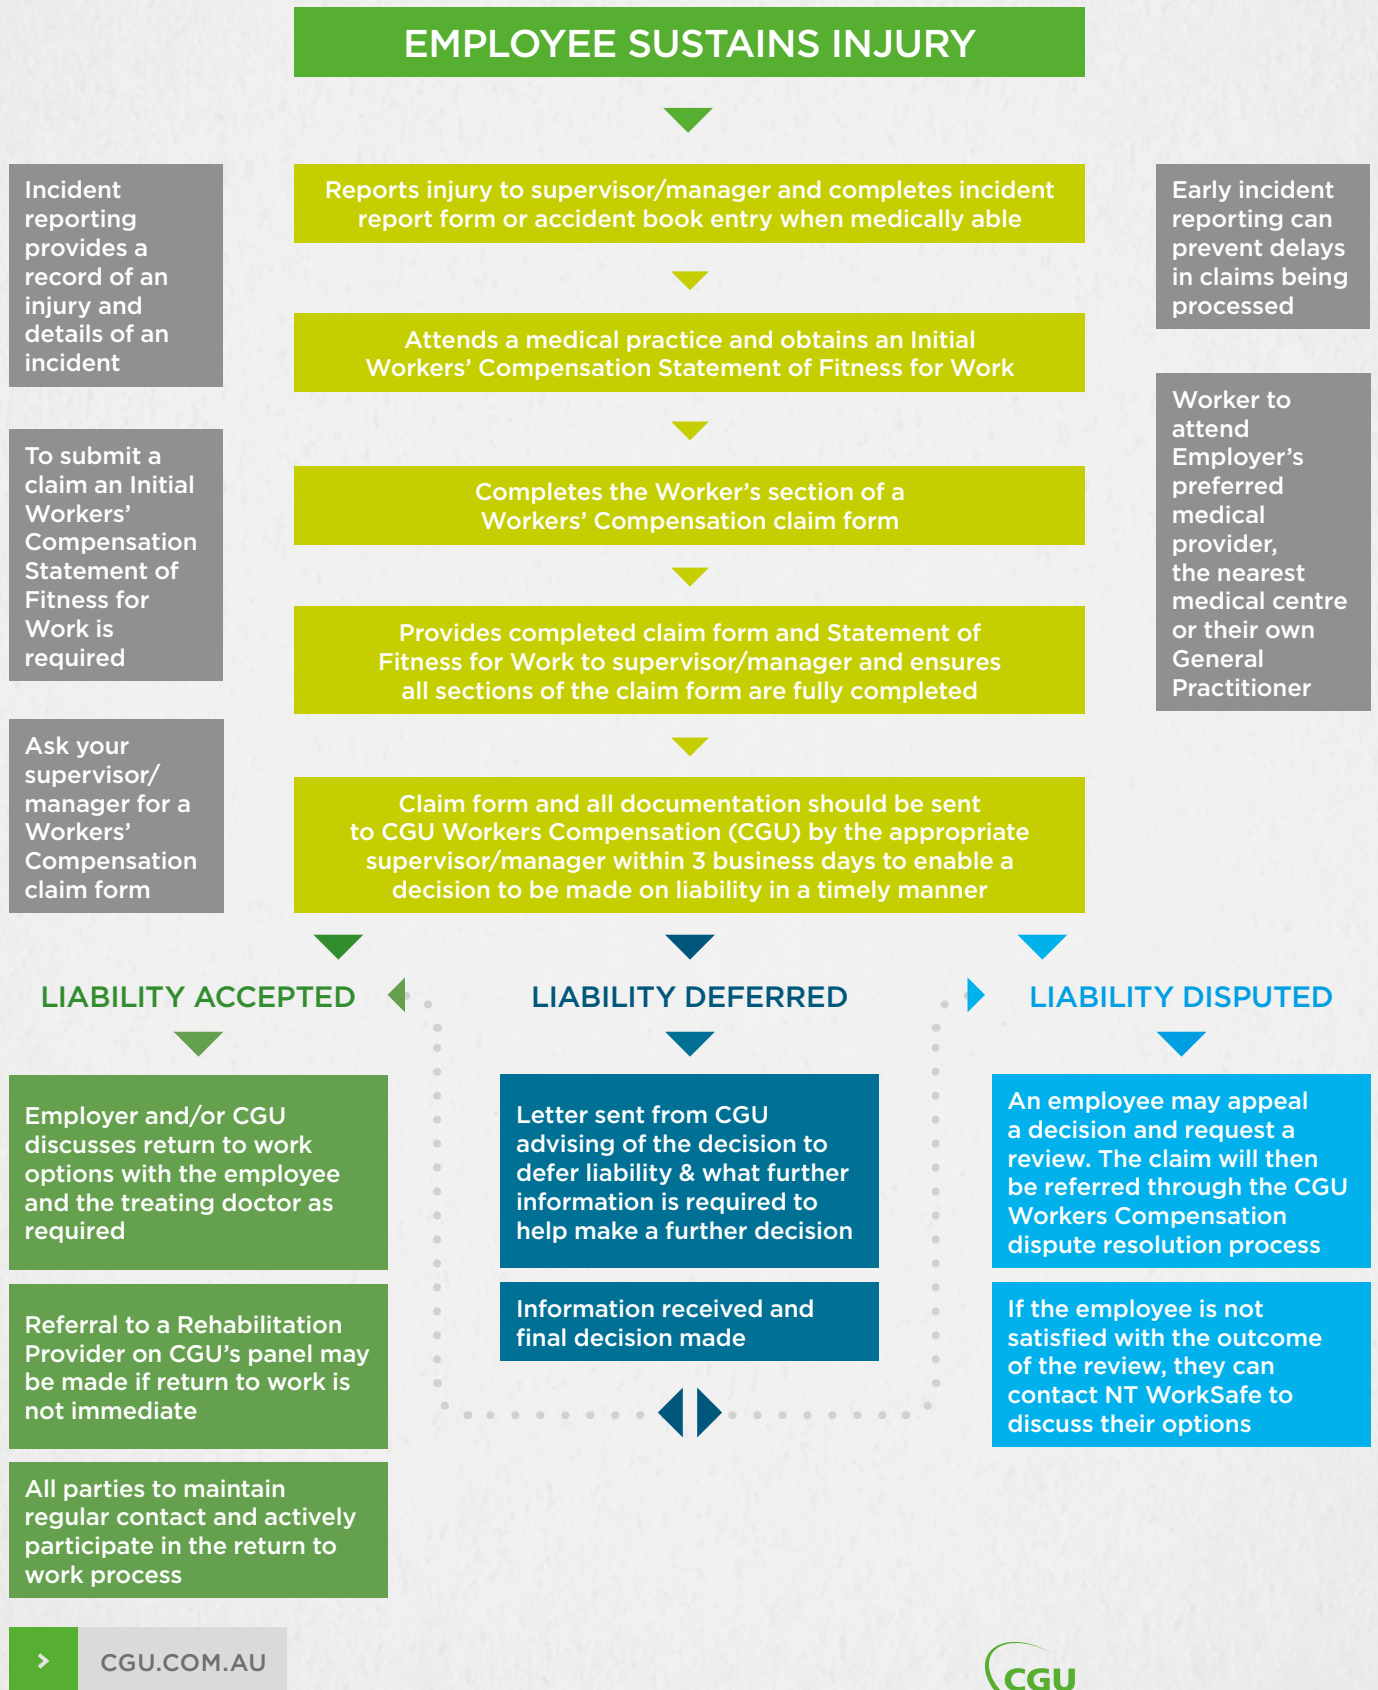 EMPLOYEE SUSTAINS INJURY
Incident
reporting
provides a
record of an
injury and
details of an
incident
Reports injury to supervisor/manager and completes incident
report form or accident book entry when medically able
Early incident
reporting can
prevent delays
in claims being
processed
Attends a medical practice and obtains an Initial
Workers’ Compensation Statement of Fitness for Work
To submit a
claim an Initial
Workers’
Compensation
Statement of
Fitness for
Work is
required
Completes the Worker’s section of a
Workers’ Compensation claim form
Worker to
attend
Employer’s
preferred
medical
provider,
the nearest
medical centre
or their own
General
Practitioner
Provides completed claim form and Statement of
Fitness for Work to supervisor/manager and ensures
all sections of the claim form are fully completed
Ask your
supervisor/
manager for a
Workers’
Compensation
claim form
Claim form and all documentation should be sent
to CGU Workers Compensation (CGU) by the appropriate
supervisor/manager within 3 business days to enable a
decision to be made on liability in a timely manner
LIABILITY ACCEPTED
Employer and/or CGU
discusses return to work
options with the employee
and the treating doctor as
required
Referral to a Rehabilitation
Provider on CGU’s panel may
be made if return to work is
not immediate
All parties to maintain
regular contact and actively
participate in the return to
work process
LIABILITY DEFERRED
Letter sent from CGU
advising of the decision to
defer liability & what further
information is required to
help make a further decision
Information received and
final decision made
LIABILITY DISPUTED
An employee may appeal
a decision and request a
review. The claim will then
be referred through the CGU
Workers Compensation
dispute resolution process
If the employee is not
satisfied with the outcome
of the review, they can
contact NT WorkSafe to
discuss their options
> CGU.COM.AU
CGU